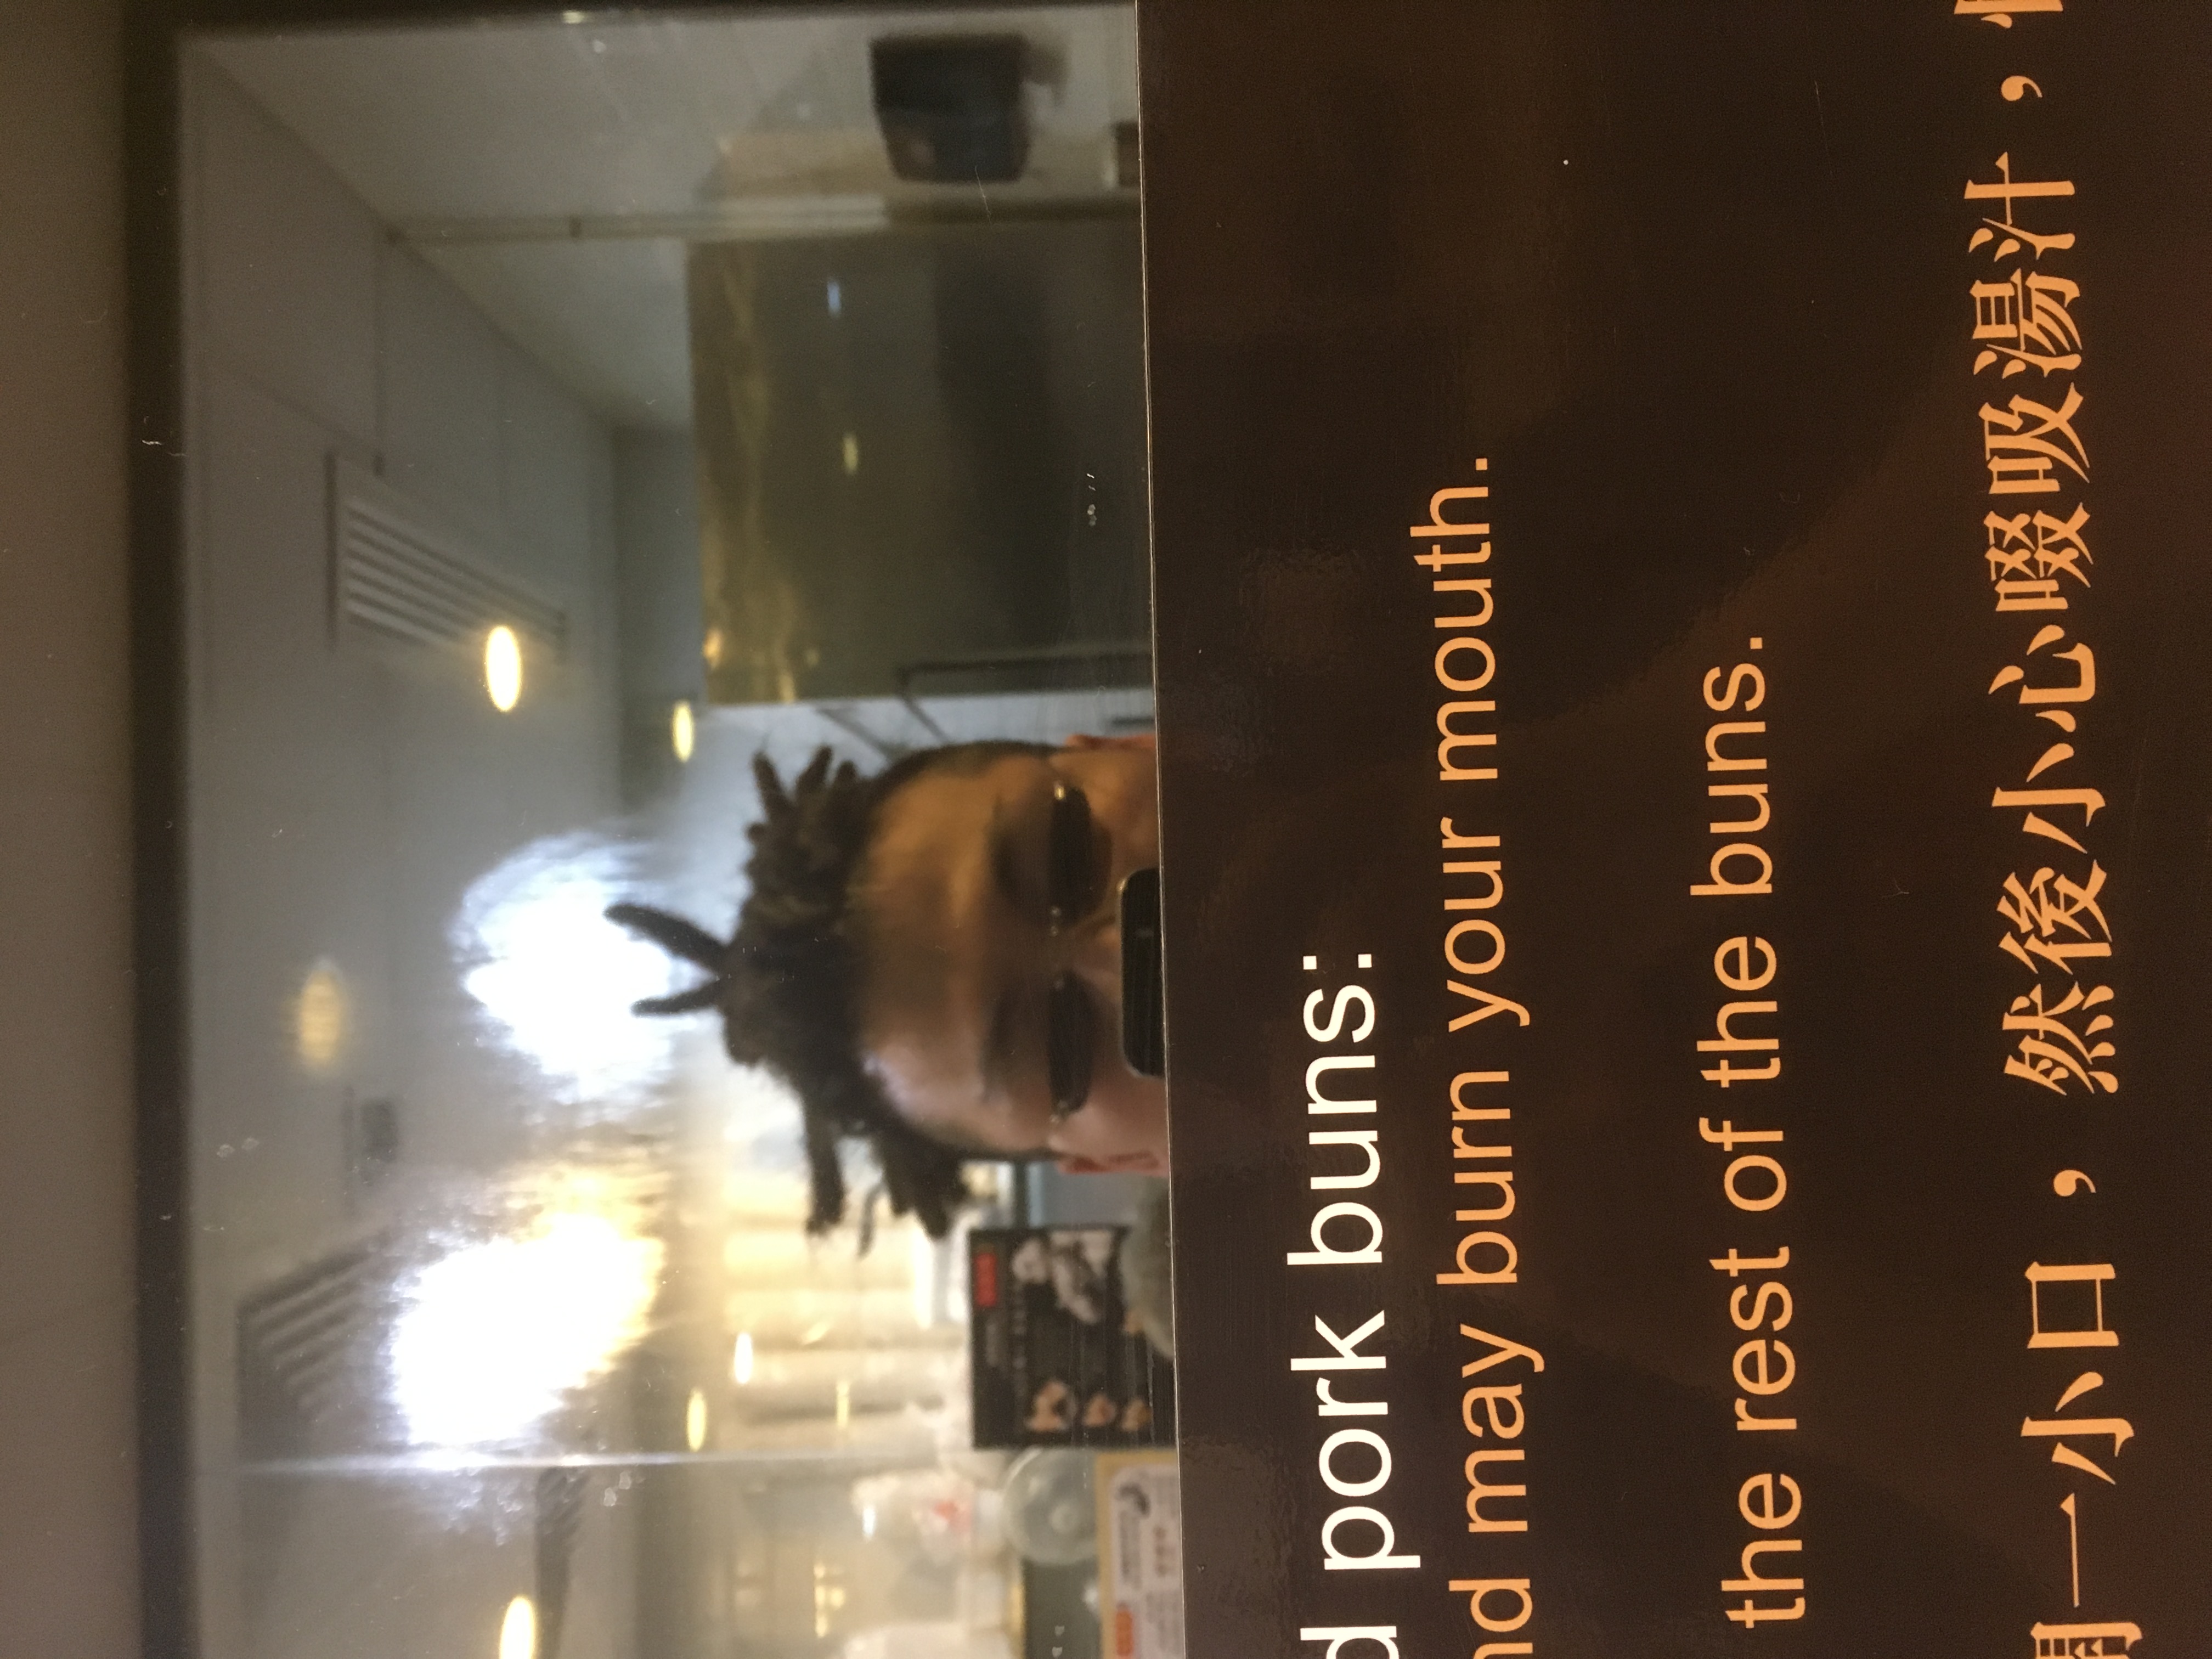 pork buns:
may burn your mouth.
the rest of the buns.
開一小口，然後小心啜吸湯汁，